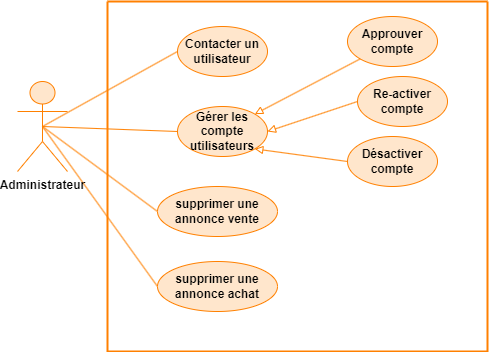 Contacter un
utilisateur
Approuver
compte
Re-activer
compte
Gérer les
compte
utilisateurs
Désactiver
compte
Administrateur
supprimer une
annonce vente
supprimer une
annonce achat